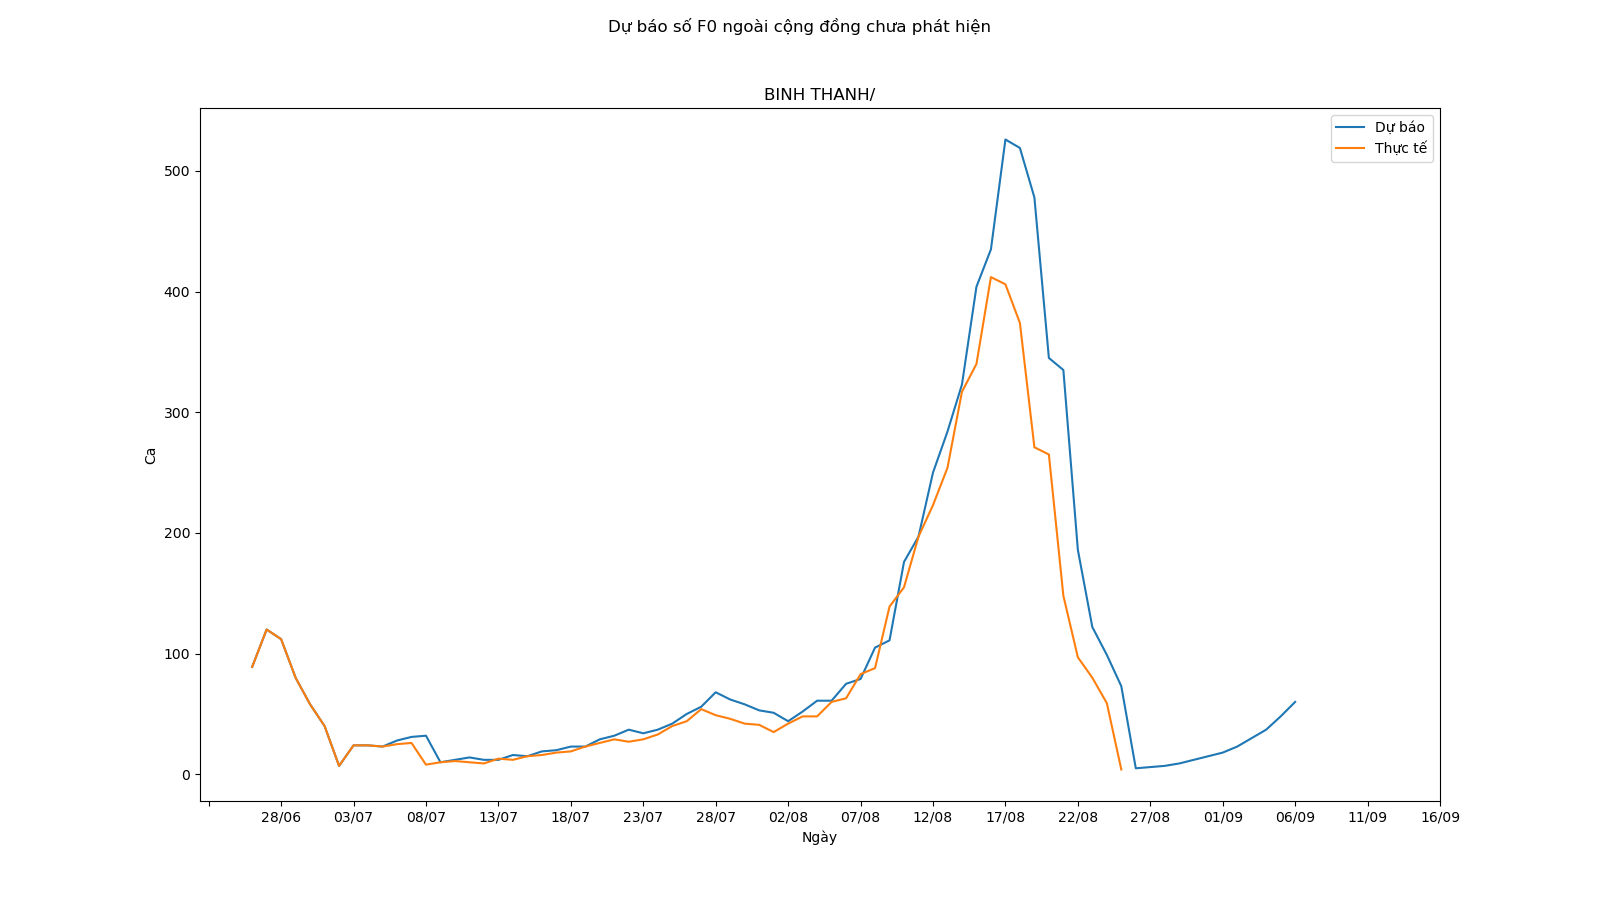 Dự báo số F0 ngoài cộng đồng chưa phát hiện
BINH THANH/
Dự báo
Thực tế
500
400
300
200
100
0
Ca
28/06 03/07 08/07 13/07 18/07 23/07 28/07 02/08 07/08 12/08 17/08 22/08 27/08 01/09 06/09 11/09 16/09
Ngày